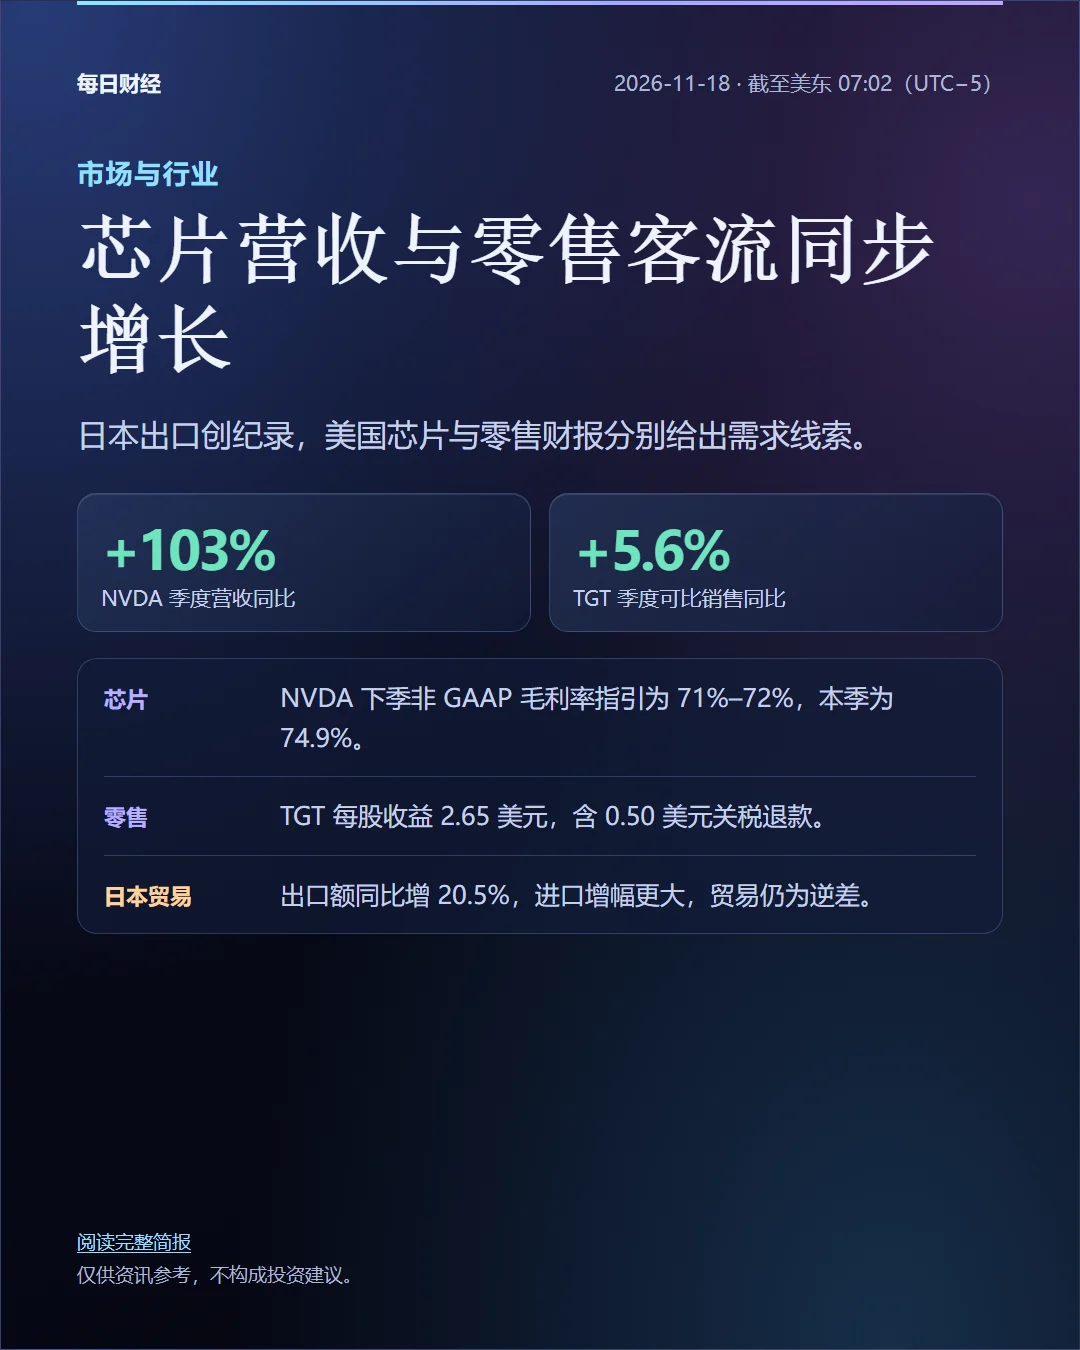 每日财经
2026-11-18 · 截至美东 07:02（UTC−5）
市场与行业
芯片营收与零售客流同步
增长
日本出口创纪录，美国芯片与零售财报分别给出需求线索。
+103%
NVDA 季度营收同比
+5.6%
TGT 季度可比销售同比
芯片
NVDA 下季非 GAAP 毛利率指引为 71%–72%，本季为
74.9%。
零售
TGT 每股收益 2.65 美元，含 0.50 美元关税退款。
日本贸易
出口额同比增 20.5%，进口增幅更大，贸易仍为逆差。
阅读完整简报
仅供资讯参考，不构成投资建议。